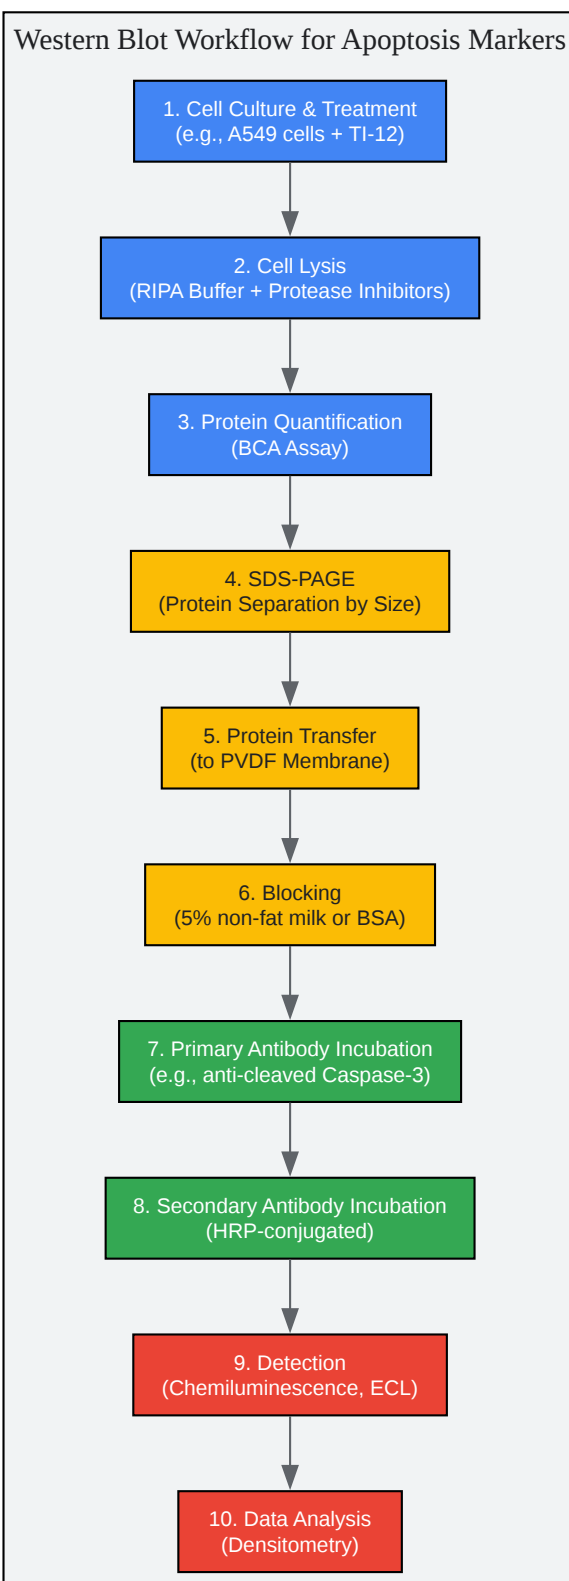 Western Blot Workflow for Apoptosis Markers
1. Cell Culture & Treatment
(e.g., A549 cells + TI-12)
2. Cell Lysis
(RIPA Buffer + Protease Inhibitors)
3. Protein Quantification
(BCA Assay)
4. SDS-PAGE
(Protein Separation by Size)
5. Protein Transfer
(to PVDF Membrane)
6. Blocking
(5% non-fat milk or BSA)
7. Primary Antibody Incubation
(e.g., anti-cleaved Caspase-3)
8. Secondary Antibody Incubation
(HRP-conjugated)
9. Detection
(Chemiluminescence, ECL)
10. Data Analysis
(Densitometry)